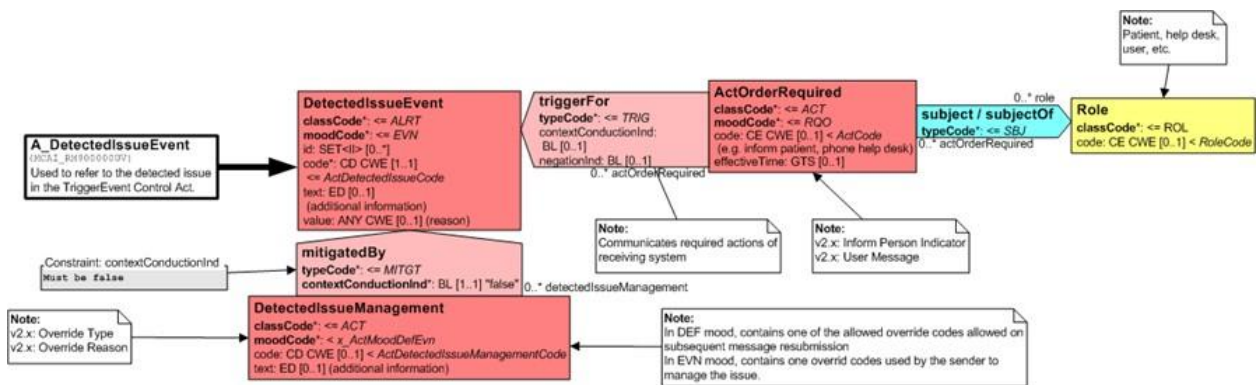 Note:
Patient, help desk,
user, etc.
A_DetectedIssueEvent
Used to refer to the detected issue
in the TriggerEvent Control Act.
DetectedIssueEvent
classCode*: <= ALRT
moodCode*: <= EVN
id: SET<II> [0..*]
code*: CD CWE [1..1]
<= ActDetectedIssueCode
text: ED [0..1]
(additional information)
value: ANY CWE [0..1] (reason)
triggerFor
typeCode*: <= TRIG
contextConductionInd:
BL [0..1]
negationInd: BL [0..1]
0..* actOrderRequired
ActOrderRequired
classCode*: <= ACT
moodCode*: <= RQO
code: CE CWE [0..1] < ActCode
(e.g. inform patient, phone help desk)
effectiveTime: GTS [0..1]
0..* role
subject / subjectOf
typeCode*: <= SBJ
0..* actOrderRequired
Role
classCode*: <= ROL
code: CE CWE [0..1] < RoleCode
Note:
Communicates required actions of
receiving system
Note:
v2.x: Inform Person Indicator
v2.x: User Message
Constraint: contextConductionInd
Must be false
mitigatedBy
typeCode*: <= MITGT
contextConductionInd*: BL [1..1] "false"
0..* detectedIssueManagement
Note:
v2.x: Override Type
v2.x: Override Reason
DetectedIssueManagement
classCode*: <= ACT
moodCode*: < x_ActMoodDefEvn
code: CD CWE [0..1] < ActDetectedIssueManagementCode
text: ED [0..1] (additional information)
Note:
In DEF mood, contains one of the allowed override codes allowed on
subsequent message resubmission
In EVN mood, contains one overrid codes used by the sender to
manage the issue.